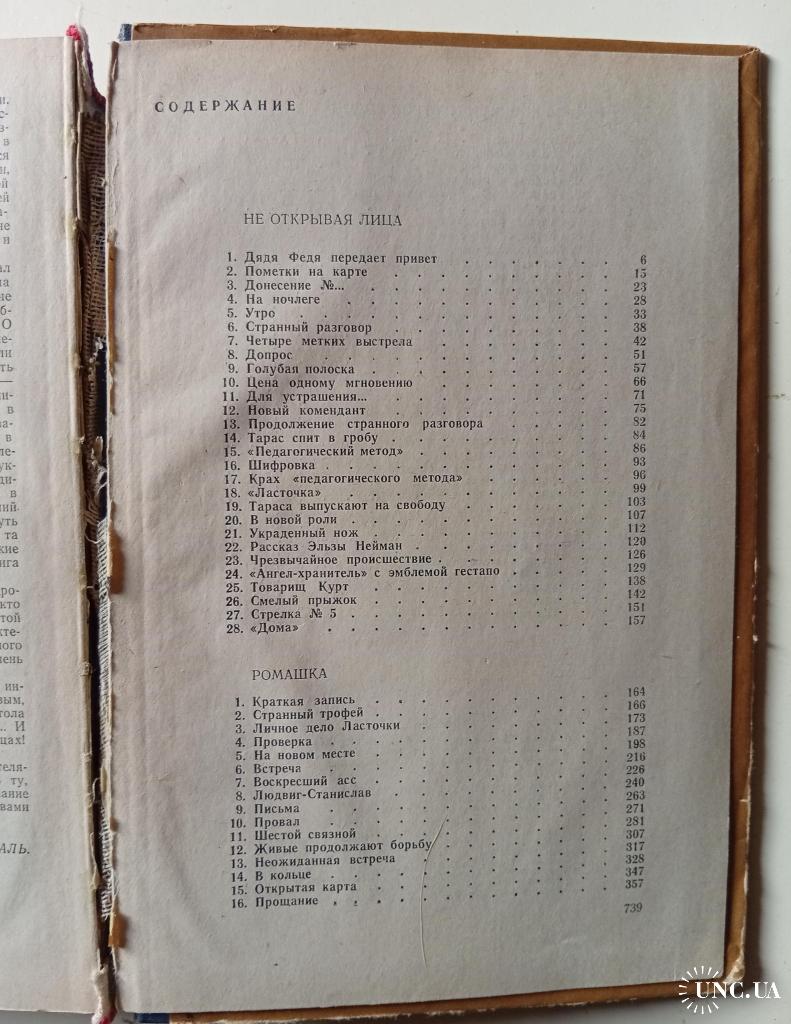 СОДЕРЖАНИЕ
НЕ ОТКРЫВАЯ ЛИЦА
1. Дядя Федя передает привет . . . . . . 6
2. Пометки на карте . . . . . . . . 15
3. Донесение №... . . . . . . . . . 23
4. На ночлеге . . . . . . . . . . 28
5. Утро . . . . . . . . . . . 33
6. Странный разговор . . . . . . . . 38
7. Четыре метких выстрела . . . . . . . 42
8. Допрос . . . . . . . . . . . 51
9. Голубая полоска . . . . . . . . . 57
10. Цена одному мгновению . . . . . . . 66
11. Для устрашения... . . . . . . . . 71
12. Новый комендант . . . . . . . . 75
13. Продолжение странного разговора . . . . . 82
14. Тарас спит в гробу . . . . . . . . 84
15. «Педагогический метод» . . . . . . . 86
16. Шифровка . . . . . . . . . . 93
17. Крах «педагогического метода» . . . . . . 96
18. «Ласточка» . . . . . . . . . . 99
19. Тараса выпускают на свободу . . . . . . 103
20. В новой роли . . . . . . . . . 107
21. Украденный нож . . . . . . . . . 112
22. Рассказ Эльзы Нейман . . . . . . . 120
23. Чрезвычайное происшествие . . . . . . . 126
24. «Ангел-хранитель» с эмблемой гестапо . . . . 129
25. Товарищ Курт . . . . . . . . . 138
26. Смелый прыжок . . . . . . . . . 142
27. Стрелка № 5 . . . . . . . . . 151
28. «Дома» . . . . . . . . . . 157
РОМАШКА
1. Краткая запись . . . . . . . . . 164
2. Странный трофей . . . . . . . . . 166
3. Личное дело Ласточки . . . . . . . 173
4. Проверка . . . . . . . . . . 187
5. На новом месте . . . . . . . . . 198
6. Встреча . . . . . . . . . . 216
7. Воскресший асс . . . . . . . . . 226
8. Людвиг-Станислав . . . . . . . . 240
9. Письма . . . . . . . . . . 263
10. Провал . . . . . . . . . . 271
11. Шестой связной . . . . . . . . . 281
12. Живые продолжают борьбу . . . . . . 307
13. Неожиданная встреча . . . . . . . 317
14. В кольце . . . . . . . . . . 328
15. Открытая карта . . . . . . . . . 347
16. Прощание . . . . . . . . . . 357
739
UNC.UA